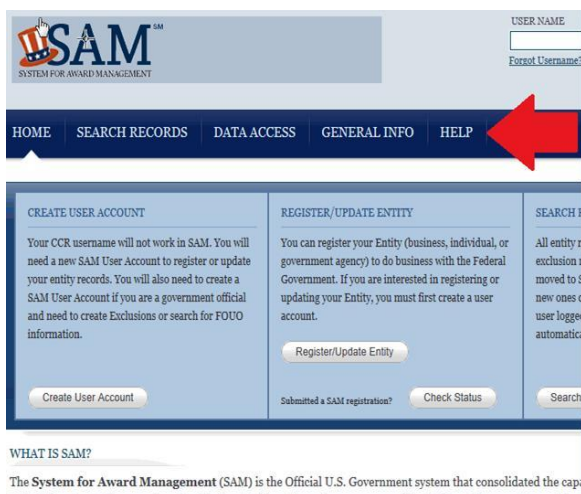 SAM SM
SYSTEM FOR AWARD MANAGEMENT
USER NAME
Forgot Username?
HOME SEARCH RECORDS DATA ACCESS GENERAL INFO HELP
CREATE USER ACCOUNT
Your CCR username will not work in SAM. You will
need a new SAM User Account to register or update
your entity records. You will also need to create a
SAM User Account if you are a government official
and need to create Exclusions or search for FOUO
information.
Create User Account
REGISTER/UPDATE ENTITY
You can register your Entity (business, individual, or
government agency) to do business with the Federal
Government. If you are interested in registering or
updating your Entity, you must first create a user
account.
Register/Update Entity
Submitted a SAM registration? Check Status
SEARCH
All entity
exclusion
moved to
new ones
user logge
automatica
Search
WHAT IS SAM?
The System for Award Management (SAM) is the Official U.S. Government system that consolidated the capa